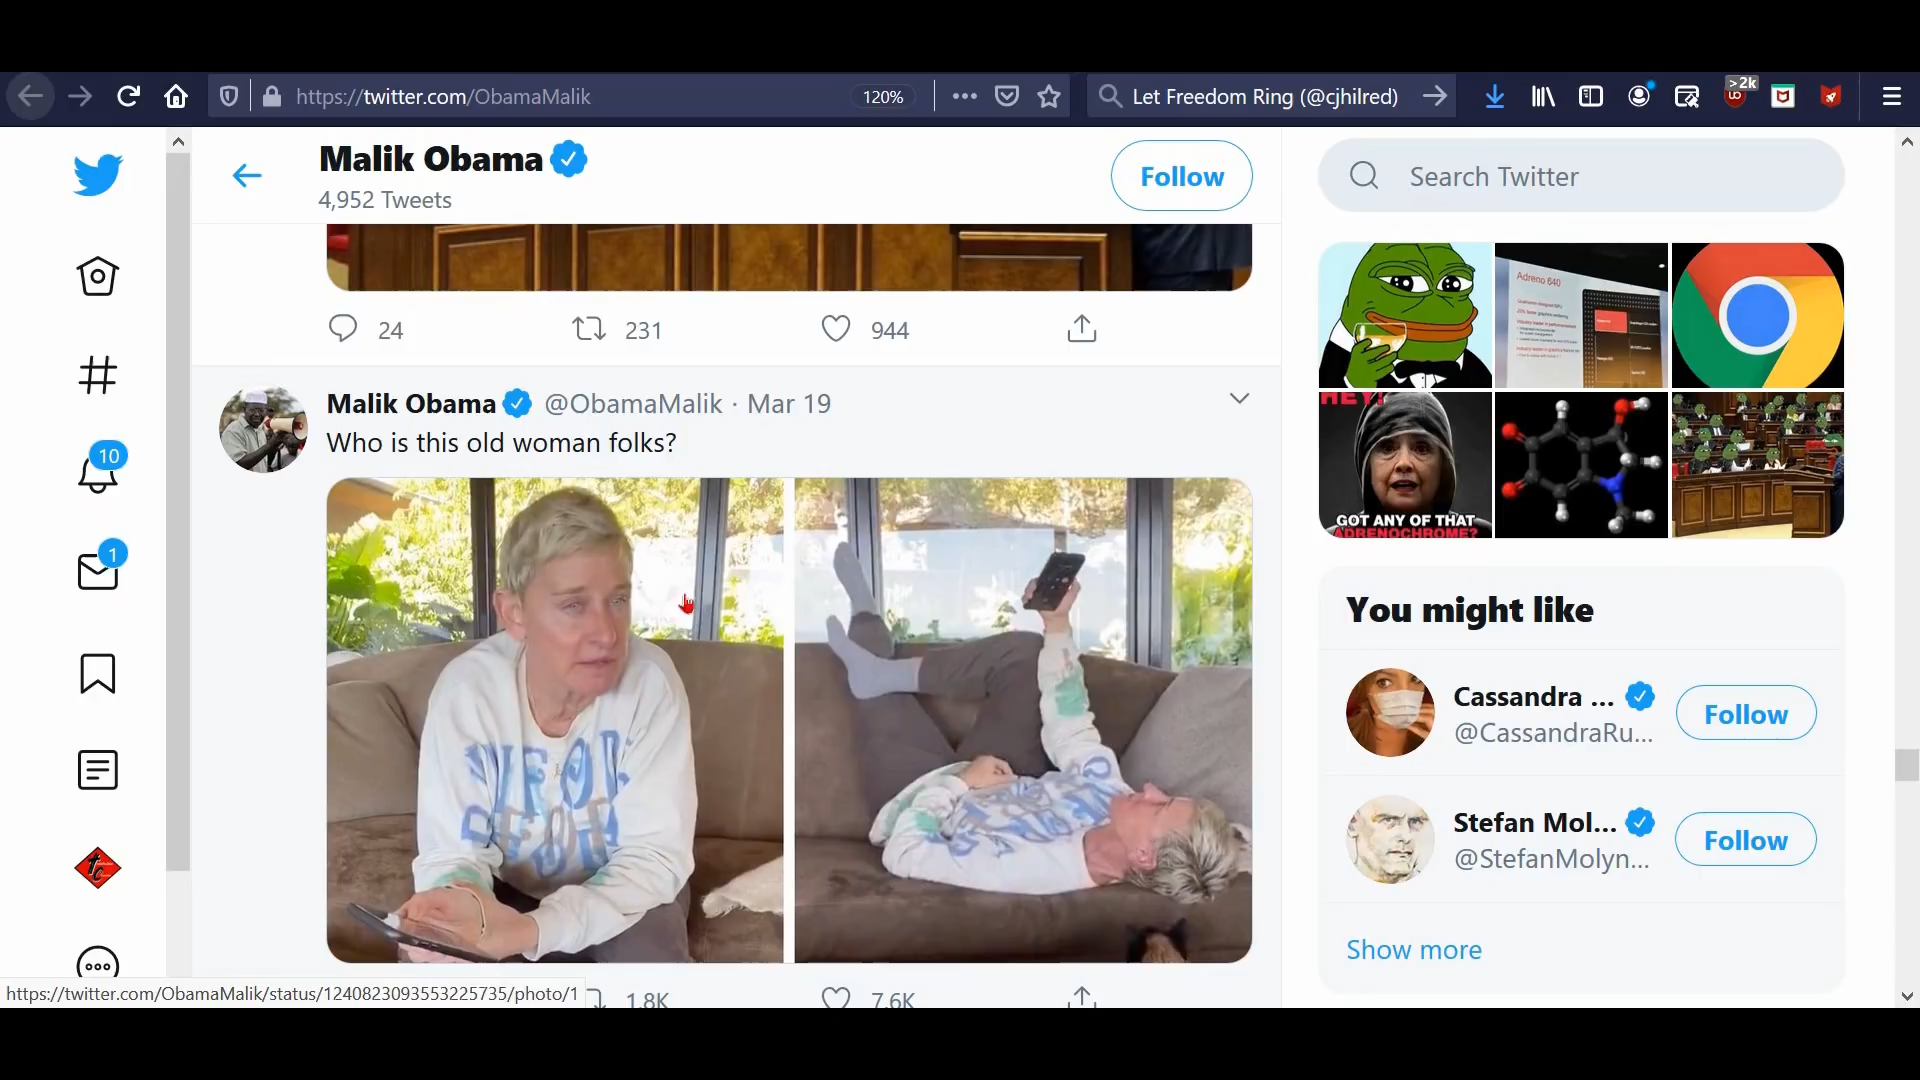 https://twitter.com/ObamaMalik
120%
Let Freedom Ring (@cjhilred)
>2k
Malik Obama
4,952 Tweets
Follow
Search Twitter
24
231
944
Adreno 640
HEY!
GOT ANY OF THAT
ADRENOCHROME?
Malik Obama @ObamaMalik · Mar 19
Who is this old woman folks?
10
1
You might like
Cassandra ...
@CassandraRu...
Follow
Stefan Mol...
@StefanMolyn...
Follow
Show more
https://twitter.com/ObamaMalik/status/1240823093553225735/photo/1
1.8K
7.6K